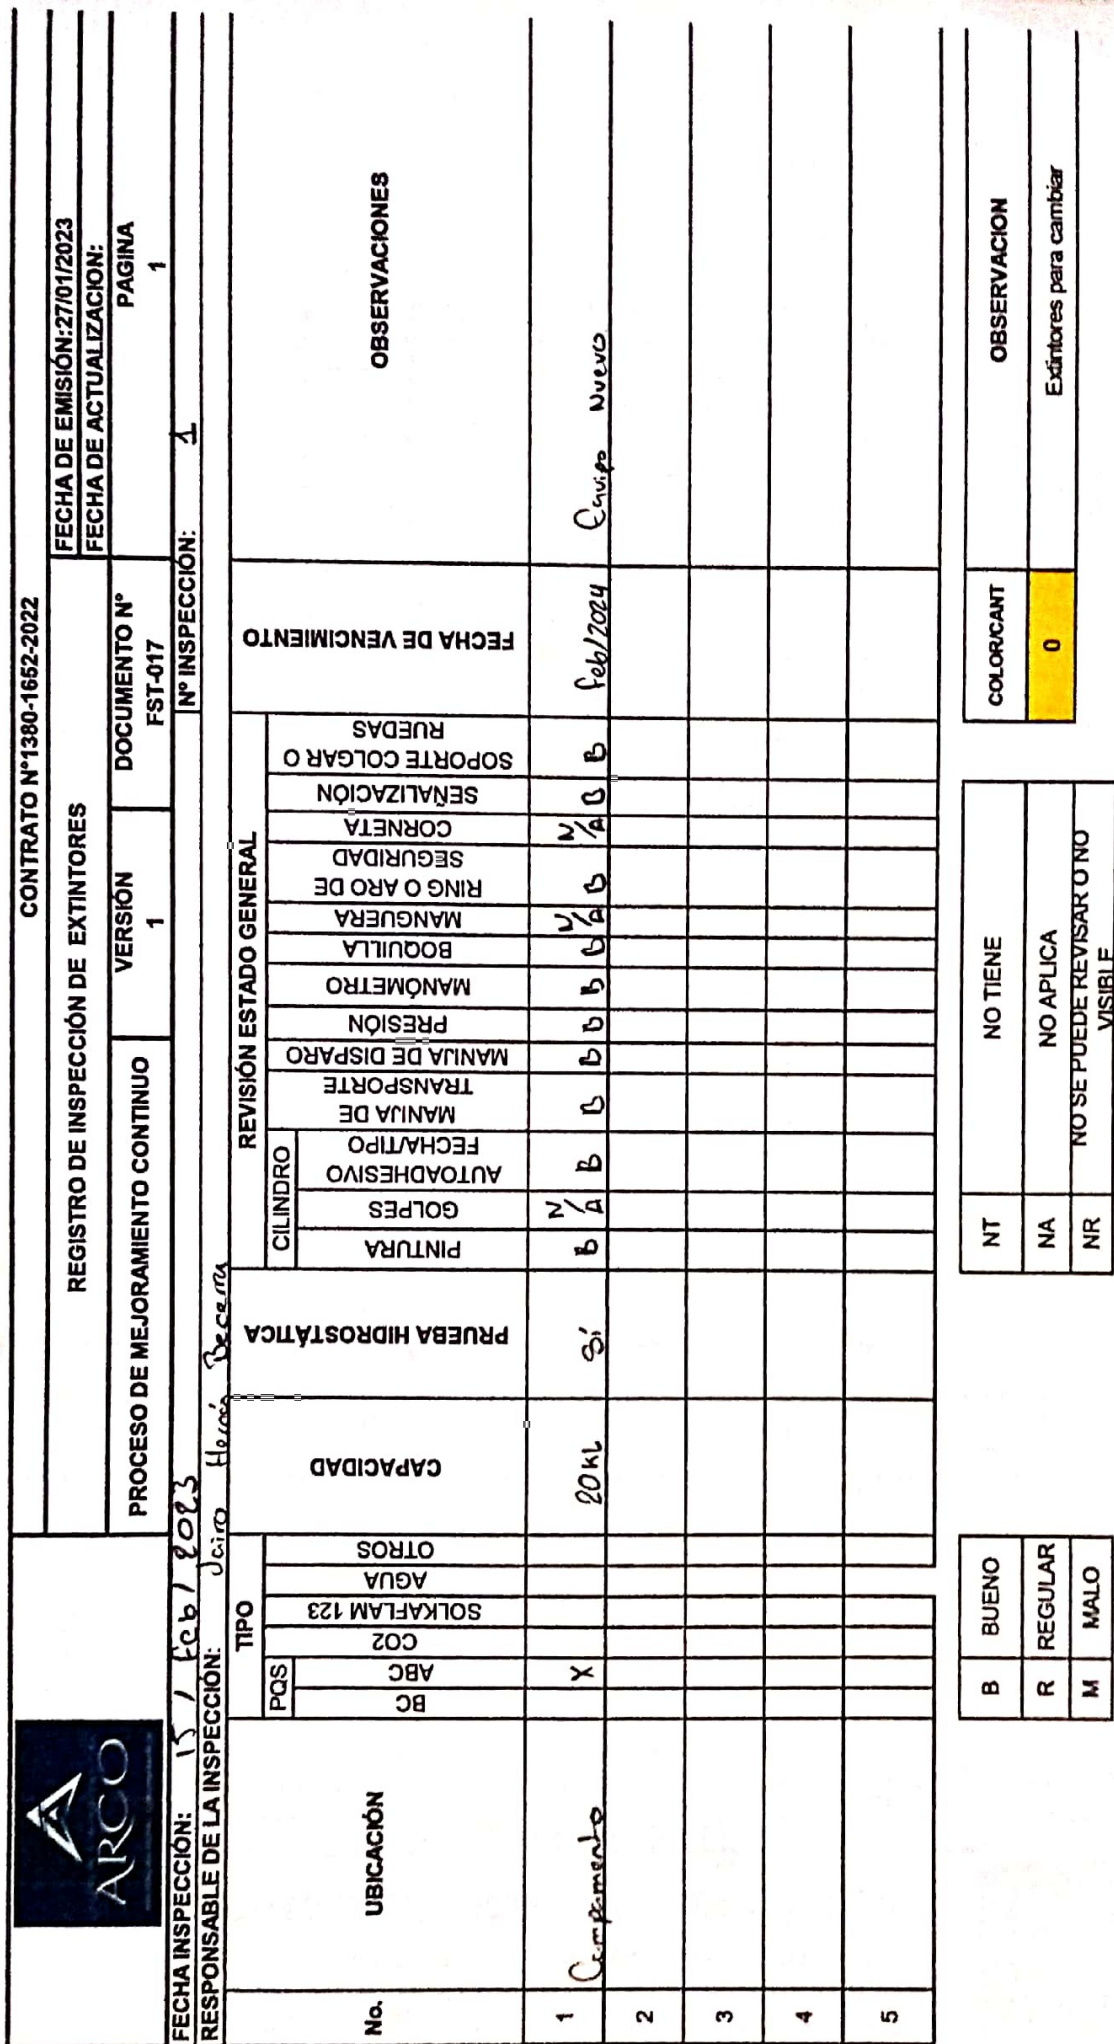 CONTRATO N°1380-1652-2022
ARCO
REGISTRO DE INSPECCIÓN DE EXTINTORES
FECHA DE EMISIÓN:27/01/2023
FECHA DE ACTUALIZACION:
PROCESO DE MEJORAMIENTO CONTINUO
VERSIÓN
1
DOCUMENTO N°
FST-017
PAGINA
1
FECHA INSPECCIÓN: 15 / Feb / 2023
N° INSPECCIÓN: 1
RESPONSABLE DE LA INSPECCIÓN: Jairo Hernán Becerra
No.
UBICACIÓN
TIPO
PQS
BC
ABC
CO2
SOLKAFLAM 123
AGUA
OTROS
CAPACIDAD
PRUEBA HIDROSTÁTICA
REVISIÓN ESTADO GENERAL
CILINDRO
PINTURA
GOLPES
AUTOADHESIVO
FECHA/TIPO
MANIJA DE
TRANSPORTE
MANIJA DE DISPARO
PRESIÓN
MANÓMETRO
BOQUILLA
MANGUERA
RING O ARO DE
SEGURIDAD
CORNETA
SEÑALIZACIÓN
SOPORTE COLGAR O
RUEDAS
FECHA DE VENCIMIENTO
OBSERVACIONES
1 Campamento X 20 KL Sí B N/A B B B B B B N/A B N/A B B Feb/2024 Equipo Nuevo
2
3
4
5
B BUENO
R REGULAR
M MALO
NT NO TIENE
NA NO APLICA
NR NO SE PUEDE REVISAR O NO
VISIBLE
COLOR/CANT OBSERVACION
0 Extintores para cambiar